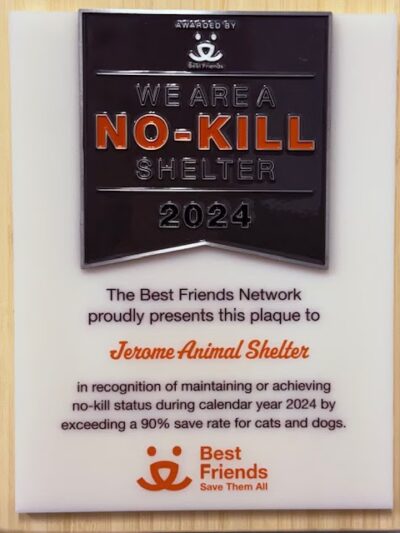 AWARDED BY
Best Friends
WE ARE A
NO-KILL
SHELTER
2024
The Best Friends Network
proudly presents this plaque to
Jerome Animal Shelter
in recognition of maintaining or achieving
no-kill status during calendar year 2024 by
exceeding a 90% save rate for cats and dogs.
Best
Friends
Save Them All